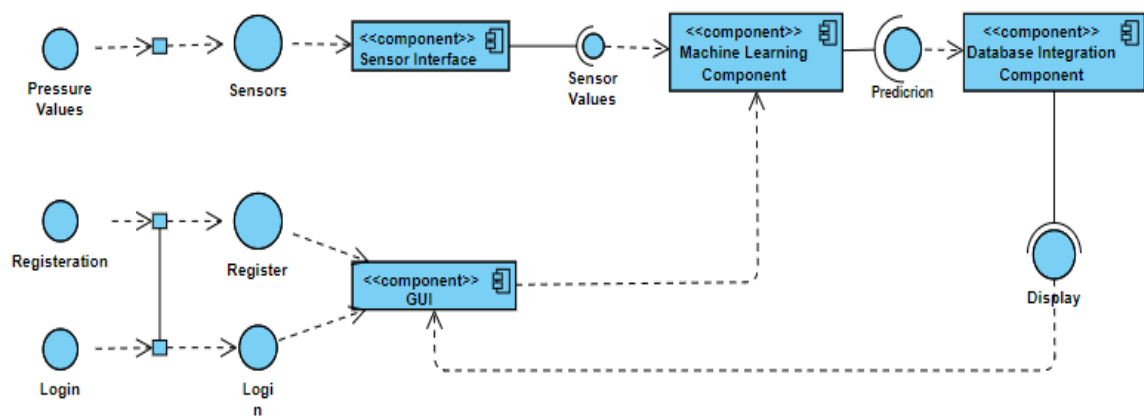 <<component>>
Sensor Interface
<<component>>
Machine Learning
Component
<<component>>
Database Integration
Component
Pressure
Values
Sensors
Sensor
Values
Predicrion
Registeration
Register
<<component>>
GUI
Display
Login
Logi
n